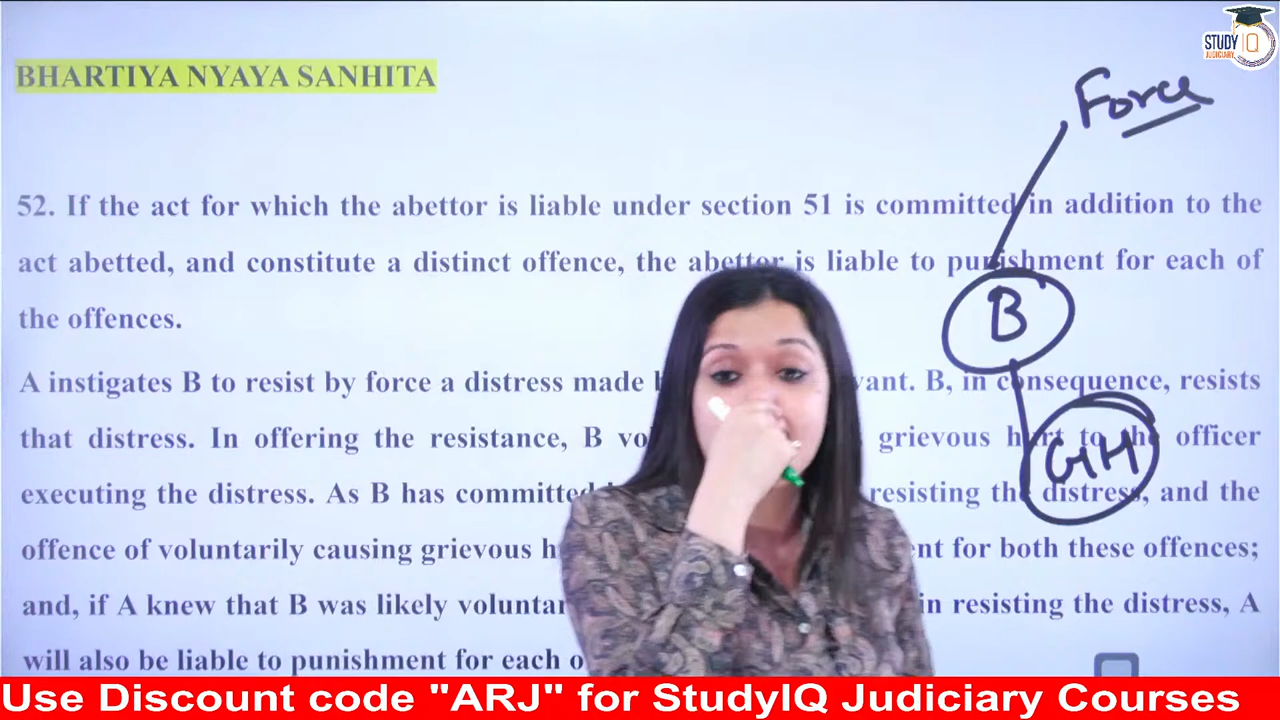 STUDY IQ
JUDICIARY
BHARTIYA NYAYA SANHITA
Force
52. If the act for which the abettor is liable under section 51 is committed in addition to the
act abetted, and constitute a distinct offence, the abettor is liable to punishment for each of
the offences.
B
A instigates B to resist by force a distress made B, in consequence, resists
that distress. In offering the resistance, B grievous hurt to the officer
GH
executing the distress. As B has committed resisting the distress, and the
offence of voluntarily causing grievous for both these offences;
and, if A knew that B was likely in resisting the distress, A
will also be liable to punishment for each
Use Discount code "ARJ" for StudyIQ Judiciary Courses